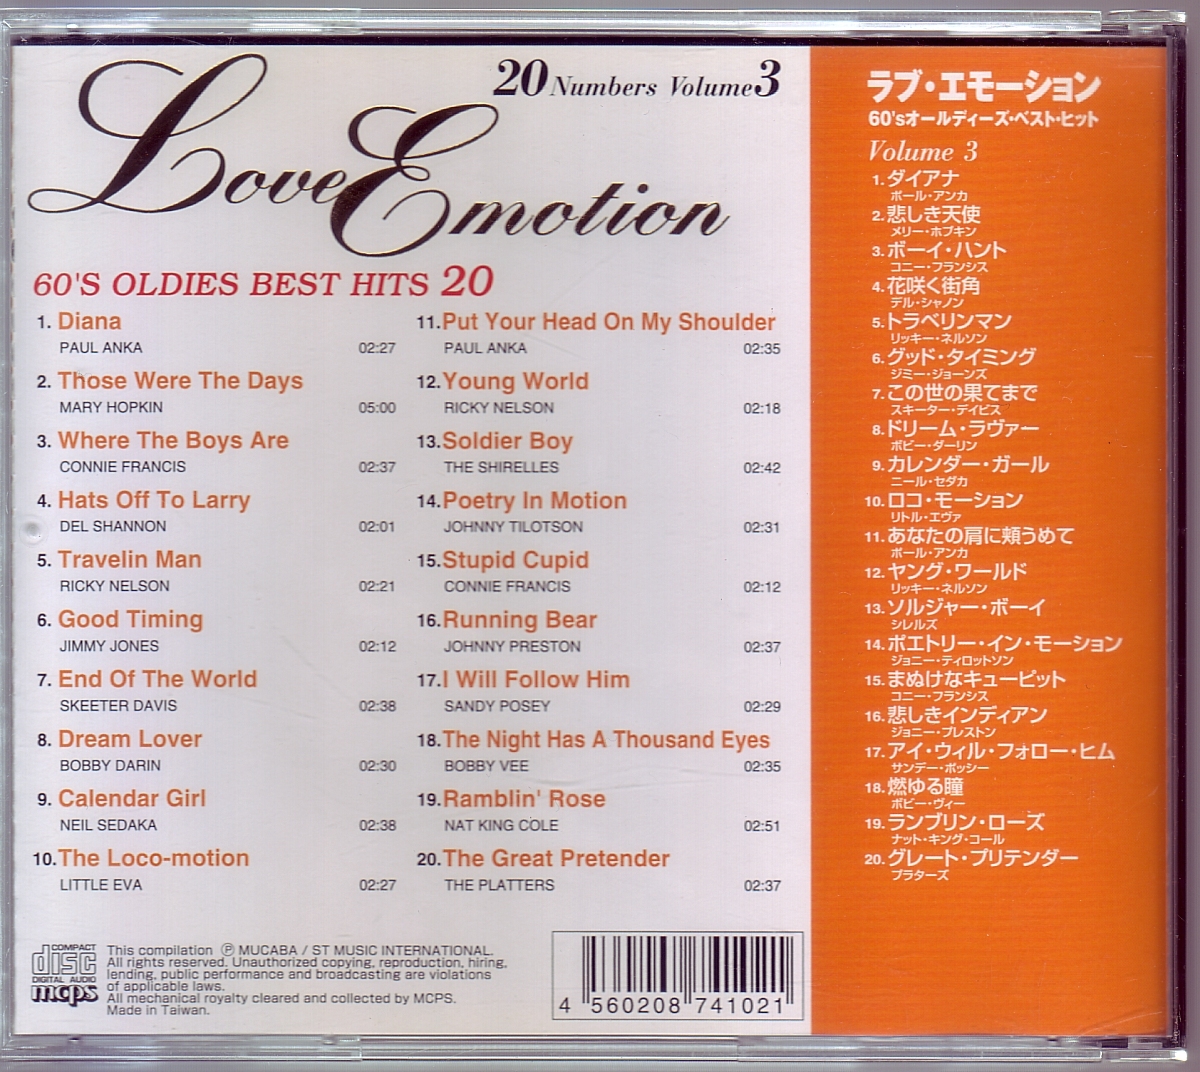 20 Numbers Volume 3
Love Emotion
60'S OLDIES BEST HITS 20
1. Diana
PAUL ANKA 02:27
2. Those Were The Days
MARY HOPKIN 05:00
3. Where The Boys Are
CONNIE FRANCIS 02:37
4. Hats Off To Larry
DEL SHANNON 02:01
5. Travelin Man
RICKY NELSON 02:21
6. Good Timing
JIMMY JONES 02:12
7. End Of The World
SKEETER DAVIS 02:38
8. Dream Lover
BOBBY DARIN 02:30
9. Calendar Girl
NEIL SEDAKA 02:38
10. The Loco-motion
LITTLE EVA 02:27
11. Put Your Head On My Shoulder
PAUL ANKA 02:35
12. Young World
RICKY NELSON 02:18
13. Soldier Boy
THE SHIRELLES 02:42
14. Poetry In Motion
JOHNNY TILOTSON 02:31
15. Stupid Cupid
CONNIE FRANCIS 02:12
16. Running Bear
JOHNNY PRESTON 02:37
17. I Will Follow Him
SANDY POSEY 02:29
18. The Night Has A Thousand Eyes
BOBBY VEE 02:35
19. Ramblin' Rose
NAT KING COLE 02:51
20. The Great Pretender
THE PLATTERS 02:37
COMPACT
disc
DIGITAL AUDIO
mcps
This compilation Ⓟ MUCABA / ST MUSIC INTERNATIONAL.
All rights reserved. Unauthorized copying, reproduction, hiring,
lending, public performance and broadcasting are violations
of applicable laws.
All mechanical royalty cleared and collected by MCPS.
Made in Taiwan.
4 560208 741021
ラブ・エモーション
60'sオールディーズ・ベスト・ヒット
Volume 3
1. ダイアナ
ポール・アンカ
2. 悲しき天使
メリー・ホプキン
3. ボーイ・ハント
コニー・フランシス
4. 花咲く街角
デル・シャノン
5. トラベリンマン
リッキー・ネルソン
6. グッド・タイミング
ジミー・ジョーンズ
7. この世の果てまで
スキーター・デイビス
8. ドリーム・ラヴァー
ボビー・ダーリン
9. カレンダー・ガール
ニール・セダカ
10. ロコ・モーション
リトル・エヴァ
11. あなたの肩に頬うめて
ポール・アンカ
12. ヤング・ワールド
リッキー・ネルソン
13. ソルジャー・ボーイ
シレルズ
14. ポエトリー・イン・モーション
ジョニー・ティロットソン
15. まぬけなキューピット
コニー・フランシス
16. 悲しきインディアン
ジョニー・プレストン
17. アイ・ウィル・フォロー・ヒム
サンデー・ポッシー
18. 燃ゆる瞳
ボビー・ヴィー
19. ランブリン・ローズ
ナット・キング・コール
20. グレート・プリテンダー
プラターズ